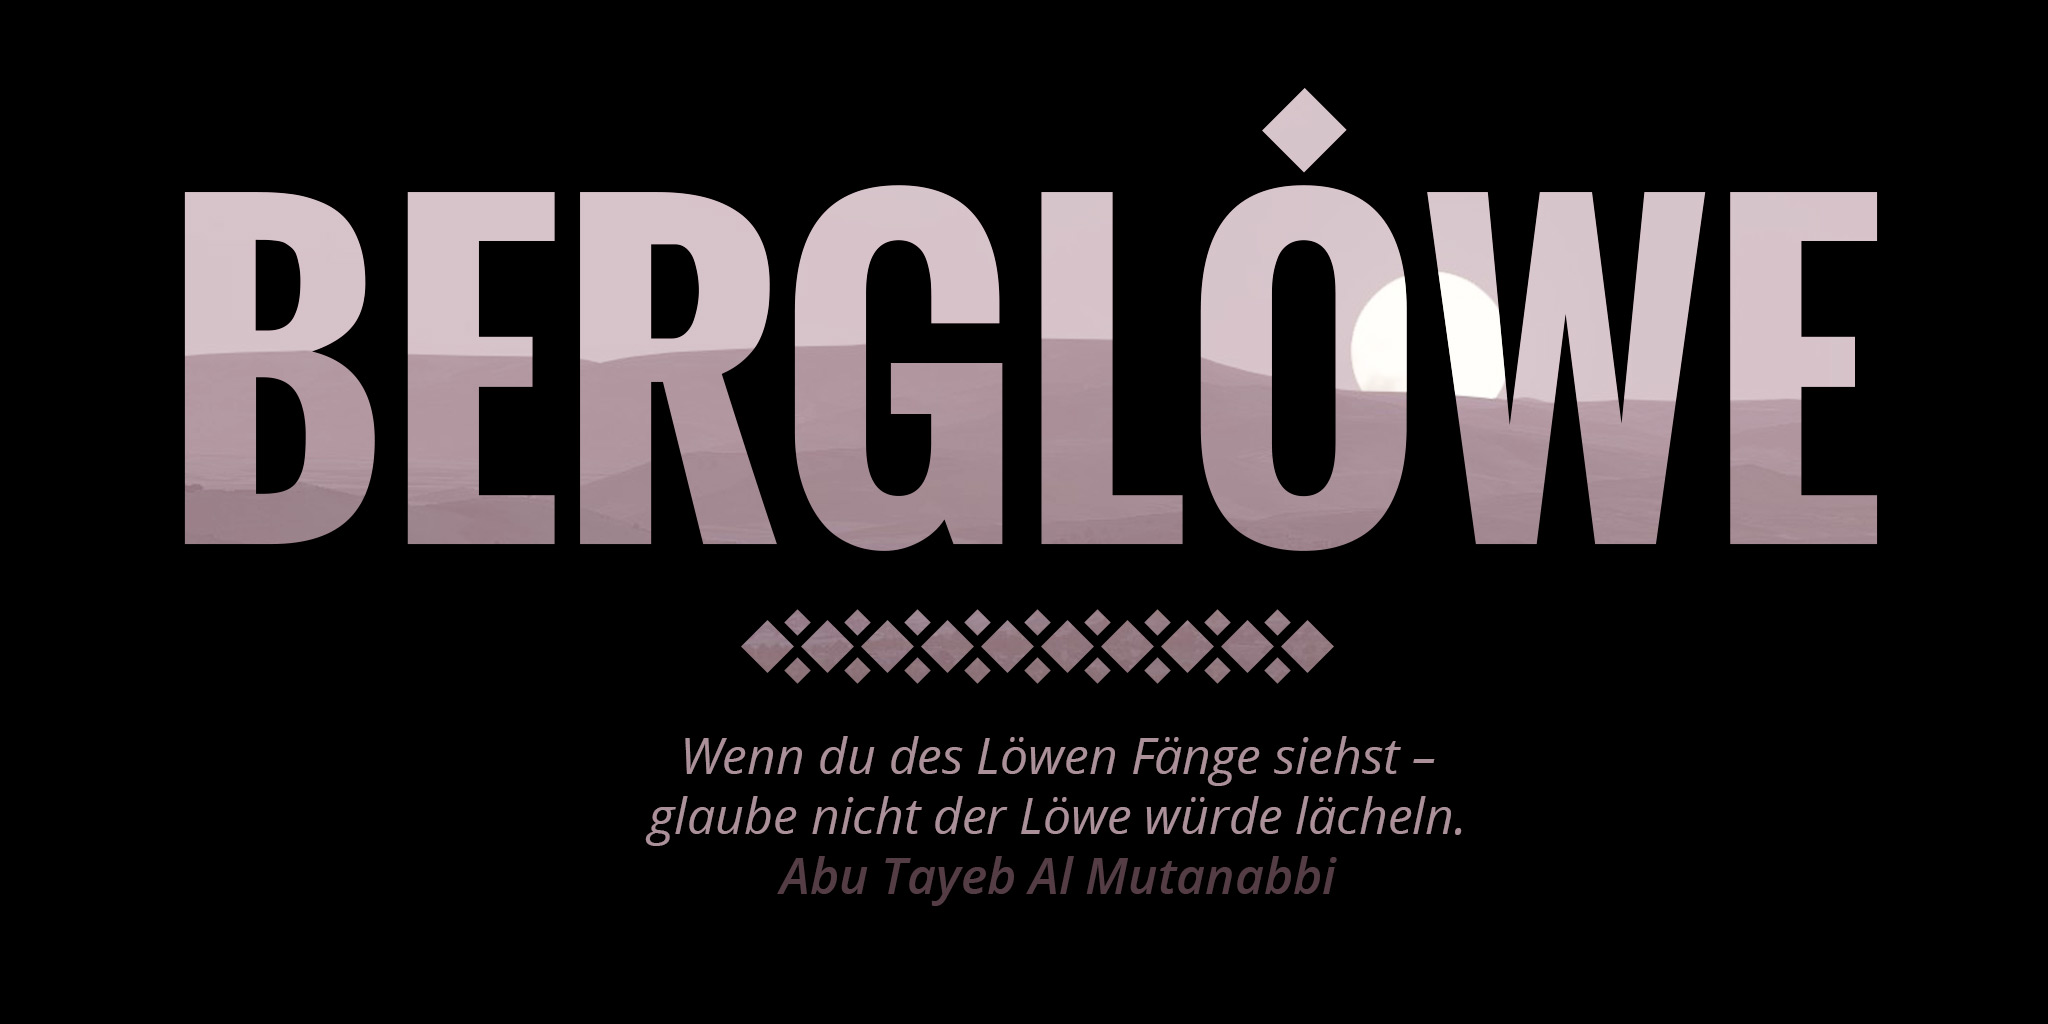 BERGLȮWE
Wenn du des Löwen Fänge siehst –
glaube nicht der Löwe würde lächeln.
Abu Tayeb Al Mutanabbi